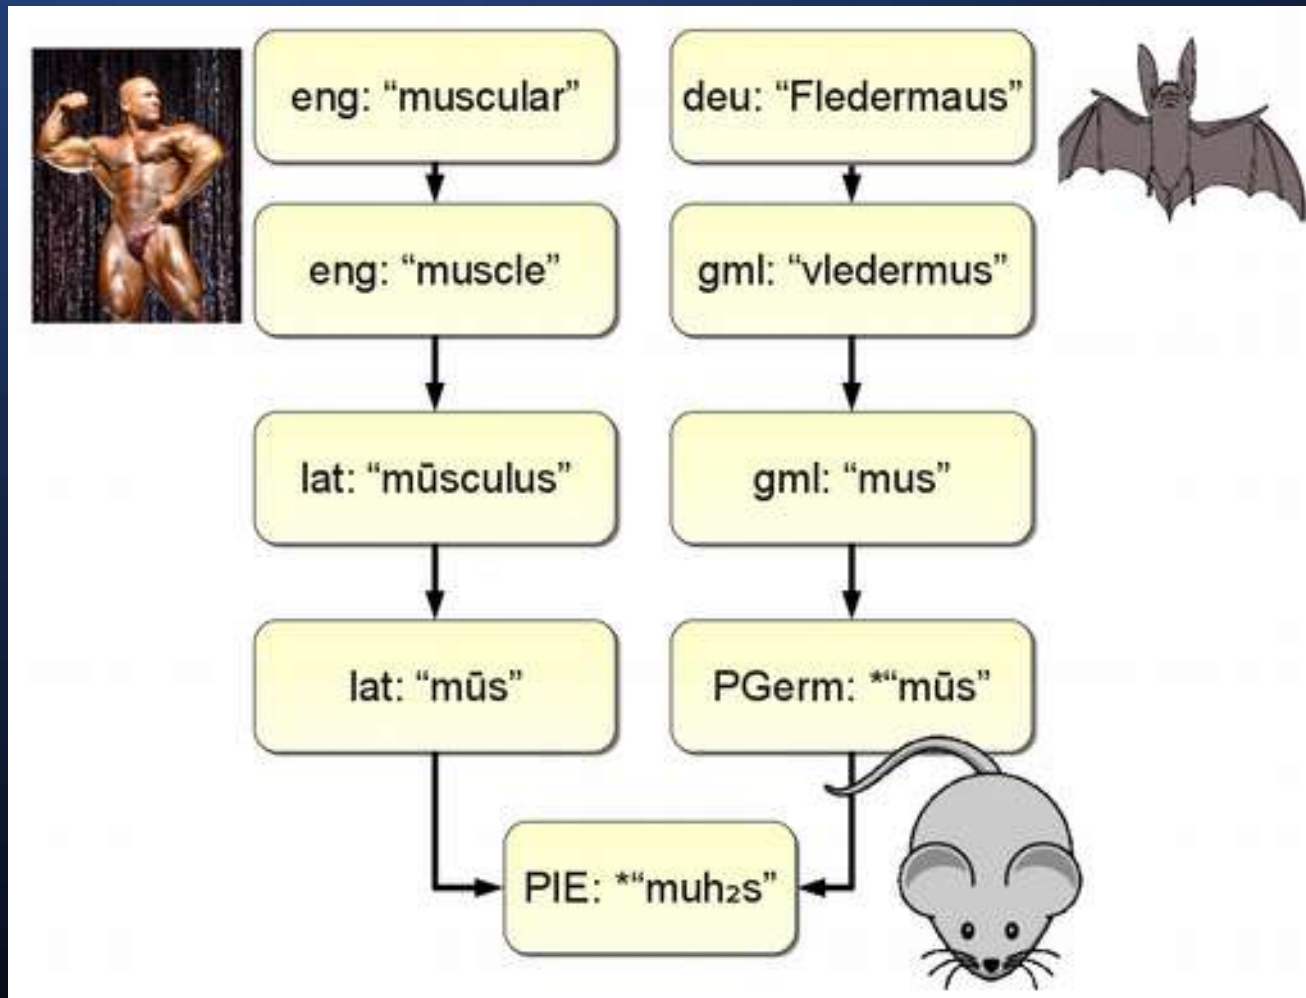 eng: “muscular”
eng: “muscle”
lat: “mūsculus”
lat: “mūs”
deu: “Fledermaus”
gml: “vledermus”
gml: “mus”
PGerm: *“mūs”
PIE: *“muh₂s”